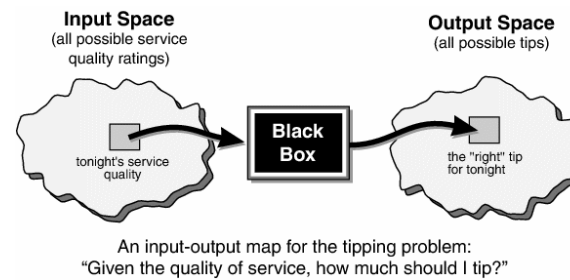 Input Space
(all possible service
quality ratings)
Output Space
(all possible tips)
Black
Box
tonight's service
quality
the "right" tip
for tonight
An input-output map for the tipping problem:
“Given the quality of service, how much should I tip?”